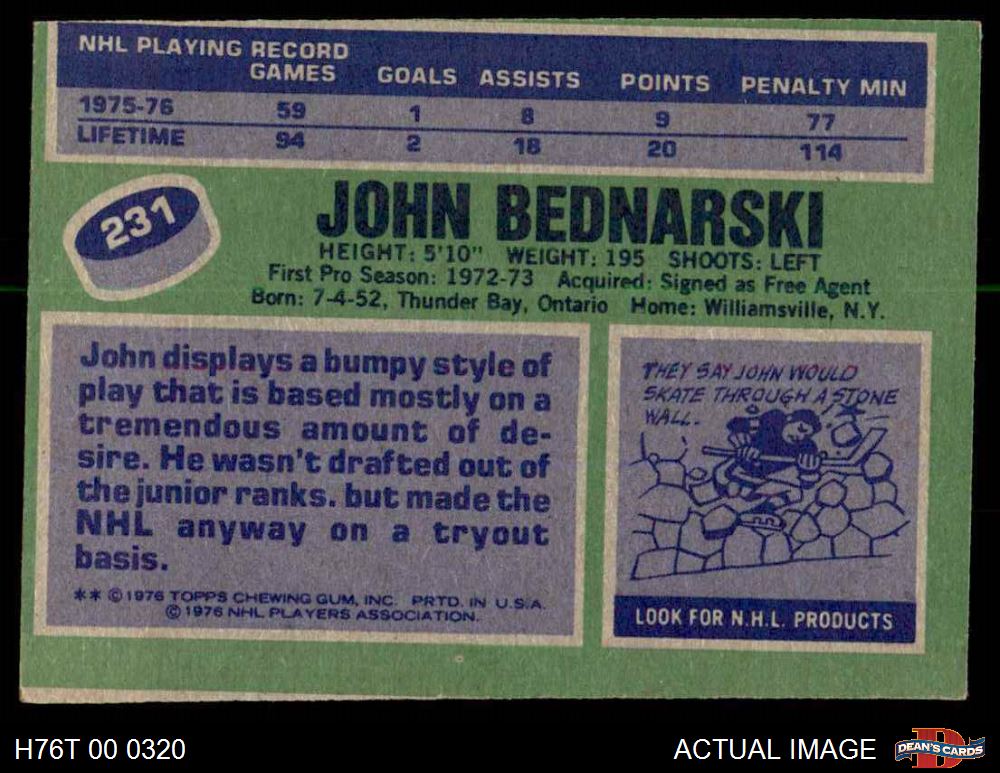 NHL PLAYING RECORD
GAMES GOALS ASSISTS POINTS PENALTY MIN
1975-76 59 1 8 9 77
LIFETIME 94 2 18 20 114
231
JOHN BEDNARSKI
HEIGHT: 5'10" WEIGHT: 195 SHOOTS: LEFT
First Pro Season: 1972-73 Acquired: Signed as Free Agent
Born: 7-4-52, Thunder Bay, Ontario Home: Williamsville, N.Y.
John displays a bumpy style of
play that is based mostly on a
tremendous amount of de-
sire. He wasn't drafted out of
the junior ranks. but made the
NHL anyway on a tryout
basis.
** ©1976 TOPPS CHEWING GUM, INC. PRTD. IN U.S.A.
©1976 NHL PLAYERS ASSOCIATION.
THEY SAY JOHN WOULD
SKATE THROUGH A STONE
WALL.
LOOK FOR N.H.L. PRODUCTS
H76T 00 0320
ACTUAL IMAGE
D
DEAN'S CARDS